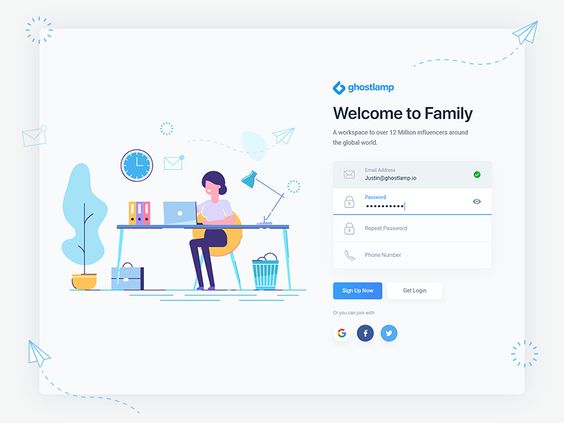 ghostlamp
Welcome to Family
A workspace to over 12 Million influencers around
the global world.
Email Address
Justin@ghostlamp.io
Password
•••••••••••
Repeat Password
Phone Number
Sign Up Now
Get Login
Or you can join with
G
f